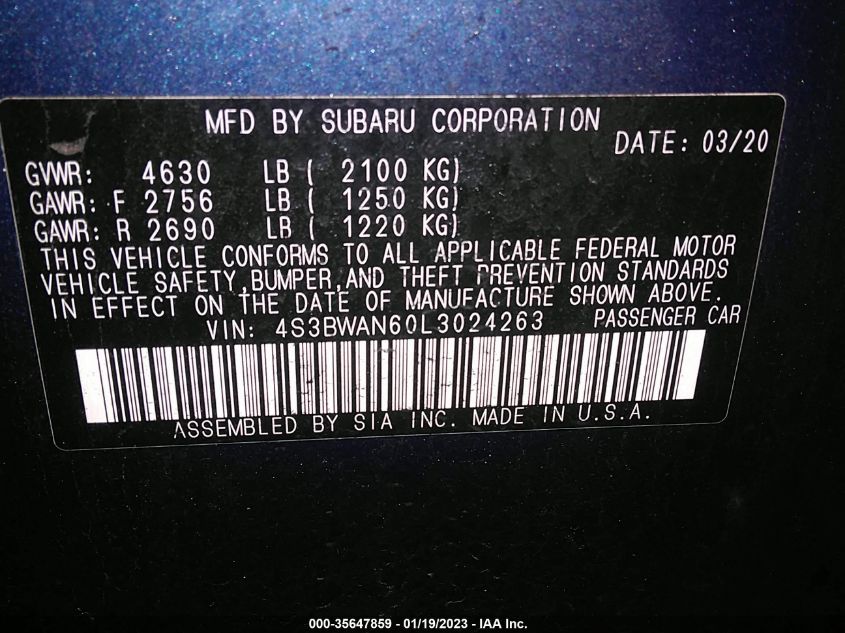 MFD BY SUBARU CORPORATION
DATE: 03/20
GVWR: 4630 LB ( 2100 KG)
GAWR: F 2756 LB ( 1250 KG)
GAWR: R 2690 LB ( 1220 KG)
THIS VEHICLE CONFORMS TO ALL APPLICABLE FEDERAL MOTOR
VEHICLE SAFETY,BUMPER,AND THEFT PREVENTION STANDARDS
IN EFFECT ON THE DATE OF MANUFACTURE SHOWN ABOVE.
VIN: 4S3BWAN60L3024263 PASSENGER CAR
ASSEMBLED BY SIA INC. MADE IN U.S.A.
000-35647859 - 01/19/2023 - IAA Inc.